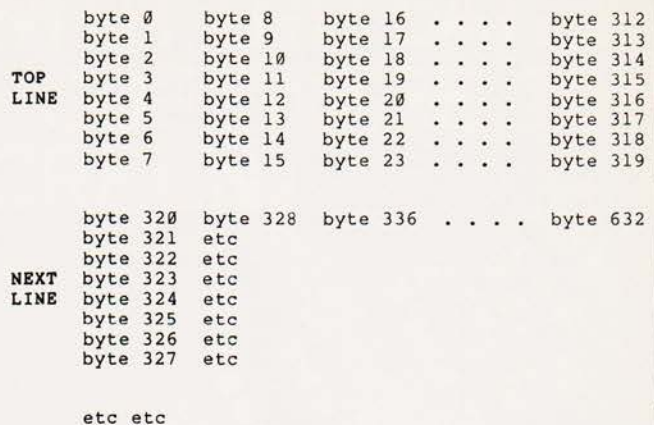 byte 0 byte 8 byte 16 . . . . byte 312
byte 1 byte 9 byte 17 . . . . byte 313
byte 2 byte 10 byte 18 . . . . byte 314
TOP byte 3 byte 11 byte 19 . . . . byte 315
LINE byte 4 byte 12 byte 20 . . . . byte 316
byte 5 byte 13 byte 21 . . . . byte 317
byte 6 byte 14 byte 22 . . . . byte 318
byte 7 byte 15 byte 23 . . . . byte 319
byte 320 byte 328 byte 336 . . . . byte 632
byte 321 etc
byte 322 etc
NEXT byte 323 etc
LINE byte 324 etc
byte 325 etc
byte 326 etc
byte 327 etc
etc etc